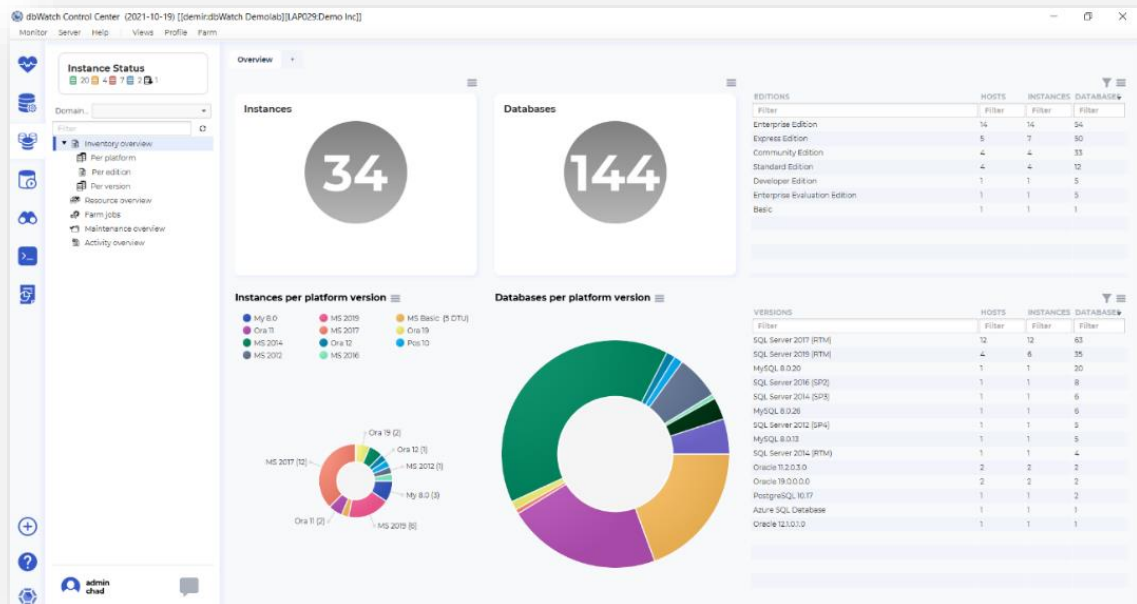 dbWatch Control Center (2021-10-19) [[demir:dbWatch Demolab][LAP029:Demo Inc]]
Monitor Server Help Views Profile Farm
Instance Status
20 4 7 2 1
Domain..
Filter
Inventory overview
Per platform
Per edition
Per version
Resource overview
Farm jobs
Maintenance overview
Activity overview
admin
chad
Overview +
Instances
34
Databases
144
EDITIONS HOSTS INSTANCES DATABASES
Filter Filter Filter Filter
Enterprise Edition 14 14 54
Express Edition 5 7 50
Community Edition 4 4 33
Standard Edition 4 4 12
Developer Edition 1 1 5
Enterprise Evaluation Edition 1 1 5
Basic 1 1 1
Instances per platform version
My 8.0 MS 2019 MS Basic (5 DTU)
Ora 11 MS 2017 Ora 19
MS 2014 Ora 12 Pos 10
MS 2012 MS 2016
Ora 19 (2)
Ora 12 (1)
MS 2012 (1)
MS 2017 (12)
My 8.0 (3)
Ora 11 (2)
MS 2019 (6)
Databases per platform version
VERSIONS HOSTS INSTANCES DATABASES
Filter Filter Filter Filter
SQL Server 2017 (RTM) 12 12 63
SQL Server 2019 (RTM) 4 6 35
MySQL 8.0.20 1 1 20
SQL Server 2016 (SP2) 1 1 8
SQL Server 2014 (SP3) 1 1 6
MySQL 8.0.26 1 1 6
SQL Server 2012 (SP4) 1 1 5
MySQL 8.0.13 1 1 5
SQL Server 2014 (RTM) 1 1 4
Oracle 11.2.0.3.0 2 2 2
Oracle 19.0.0.0.0 2 2 2
PostgreSQL 10.17 1 1 2
Azure SQL Database 1 1 1
Oracle 12.1.0.1.0 1 1 1